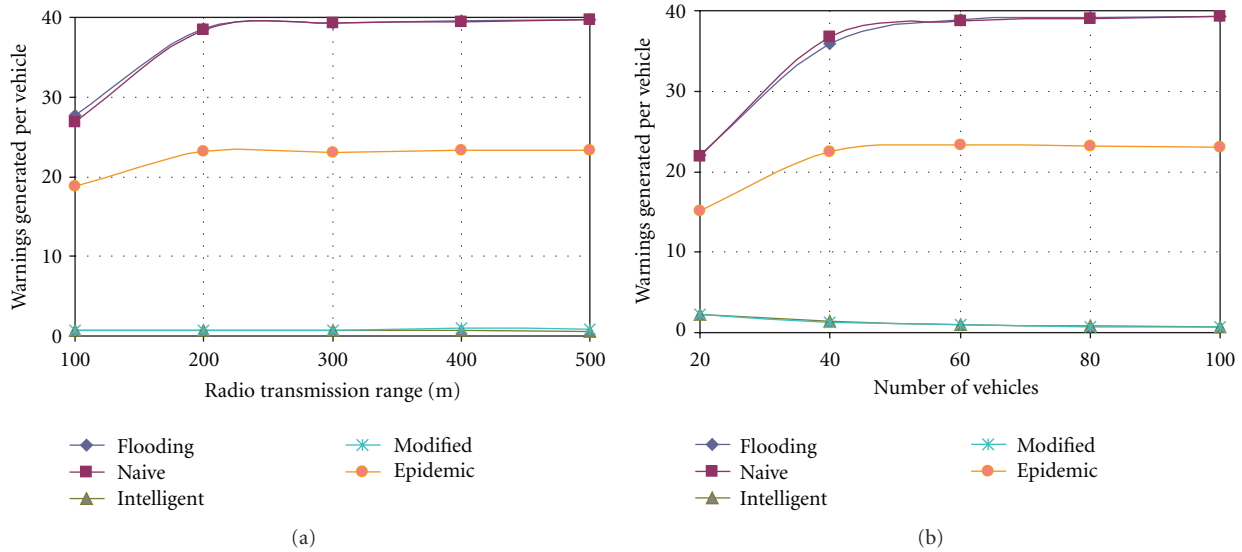 Warnings generated per vehicle
40
30
20
10
0
100 200 300 400 500
Radio transmission range (m)
Flooding
Naive
Intelligent
Modified
Epidemic
(a)
Warnings generated per vehicle
40
30
20
10
0
20 40 60 80 100
Number of vehicles
Flooding
Naive
Intelligent
Modified
Epidemic
(b)